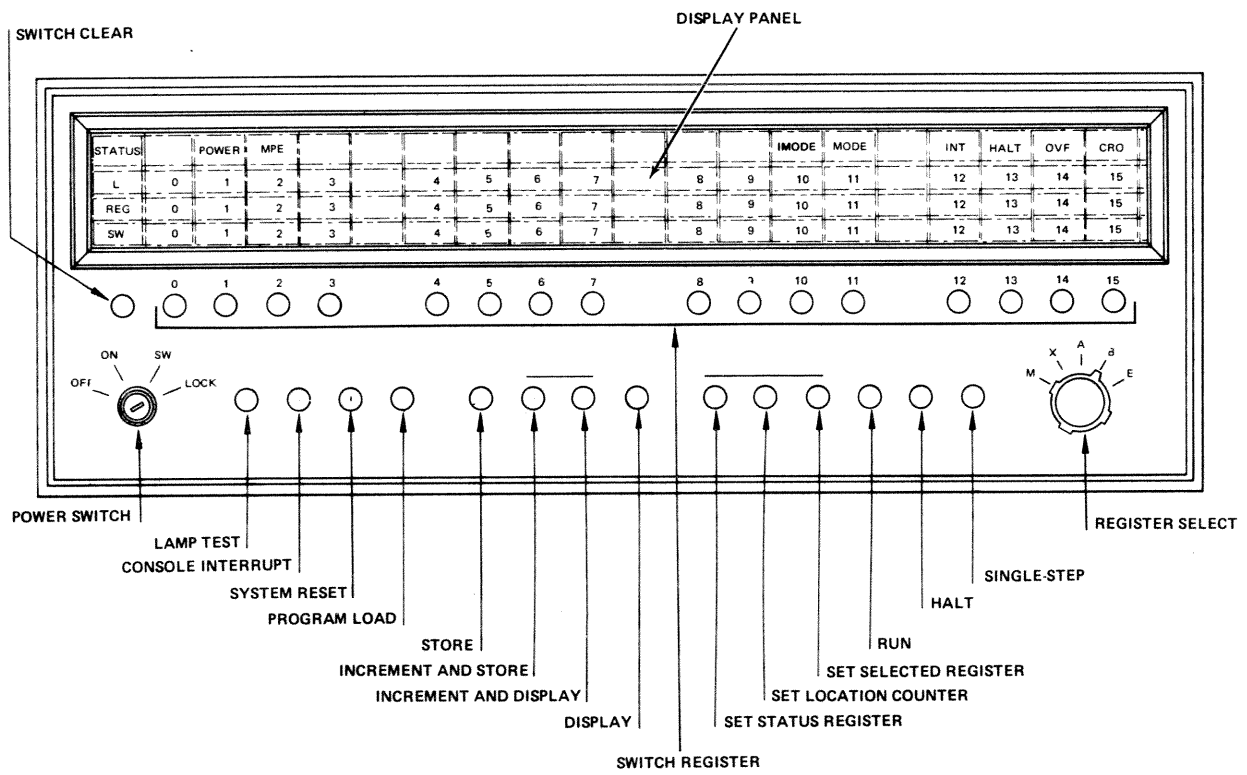 DISPLAY PANEL
SWITCH CLEAR
STATUS POWER MPE IMODE MODE INT HALT OVF CRO
L 0 1 2 3 4 5 6 7 8 9 10 11 12 13 14 15
REG 0 1 2 3 4 5 6 7 8 9 10 11 12 13 14 15
SW 0 1 2 3 4 5 6 7 8 9 10 11 12 13 14 15
0 1 2 3 4 5 6 7 8 9 10 11 12 13 14 15
OFF ON SW LOCK
M X A B E
POWER SWITCH
REGISTER SELECT
LAMP TEST
CONSOLE INTERRUPT
SYSTEM RESET
PROGRAM LOAD
STORE
INCREMENT AND STORE
INCREMENT AND DISPLAY
DISPLAY
SINGLE-STEP
HALT
RUN
SET SELECTED REGISTER
SET LOCATION COUNTER
SET STATUS REGISTER
SWITCH REGISTER